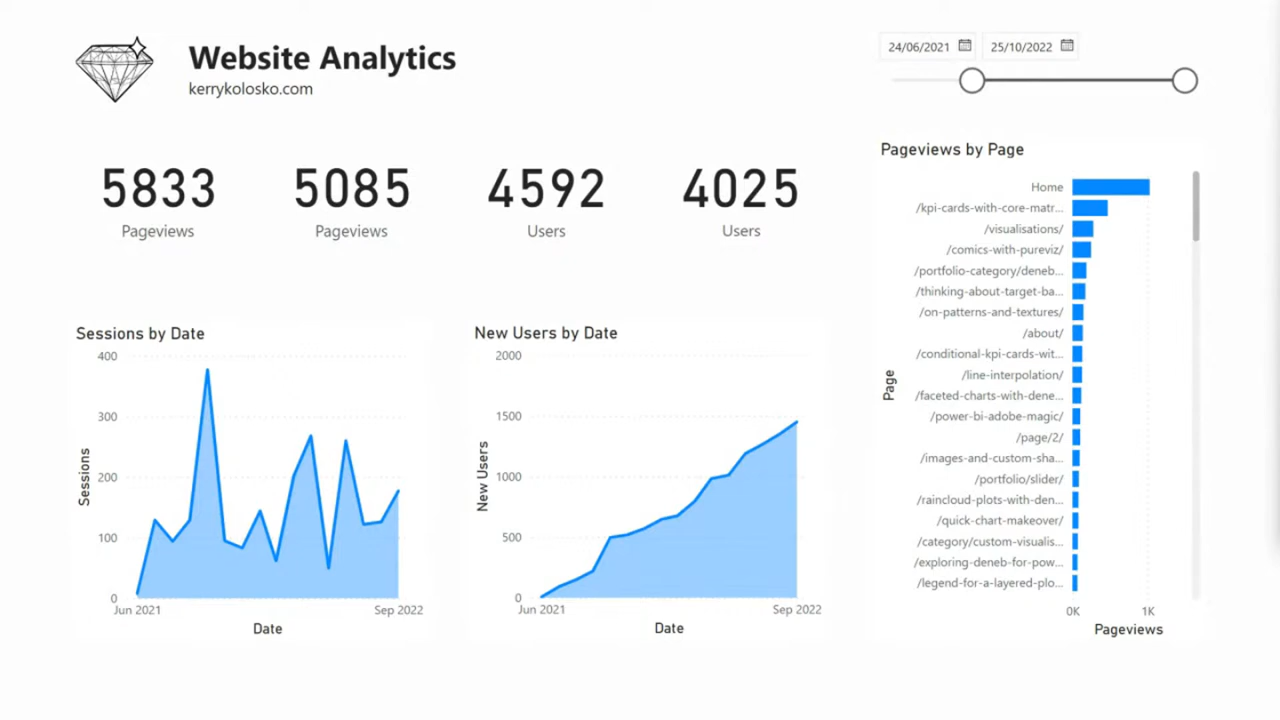 Website Analytics
kerrykolosko.com
24/06/2021
25/10/2022
5833
Pageviews
5085
Pageviews
4592
Users
4025
Users
Sessions by Date
400
300
200
100
0
Sessions
Jun 2021
Sep 2022
Date
New Users by Date
2000
1500
1000
500
0
New Users
Jun 2021
Sep 2022
Date
Pageviews by Page
Page
Home
/kpi-cards-with-core-matr...
/visualisations/
/comics-with-pureviz/
/portfolio-category/deneb...
/thinking-about-target-ba...
/on-patterns-and-textures/
/about/
/conditional-kpi-cards-wit...
/line-interpolation/
/faceted-charts-with-dene...
/power-bi-adobe-magic/
/page/2/
/images-and-custom-sha...
/portfolio/slider/
/raincloud-plots-with-den...
/quick-chart-makeover/
/category/custom-visualis...
/exploring-deneb-for-pow...
/legend-for-a-layered-plo...
0K
1K
Pageviews